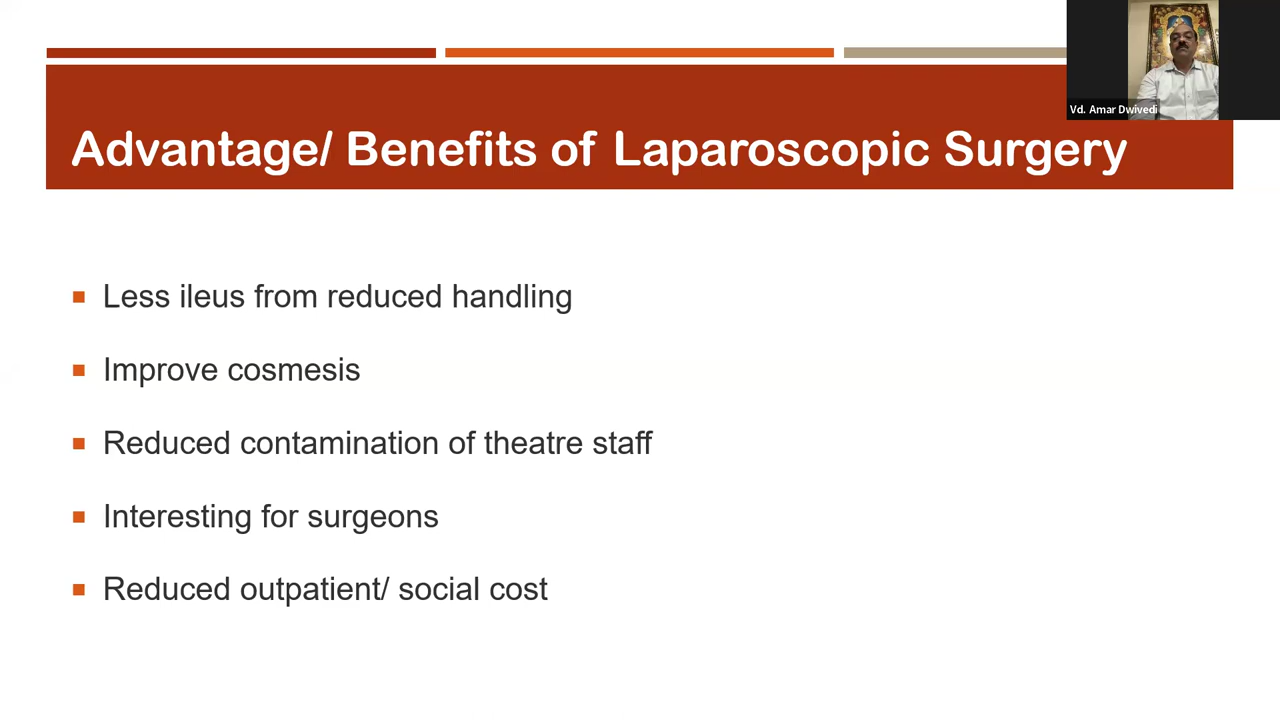 Vd. Amar Dwivedi
Advantage/ Benefits of Laparoscopic Surgery
Less ileus from reduced handling
Improve cosmesis
Reduced contamination of theatre staff
Interesting for surgeons
Reduced outpatient/ social cost